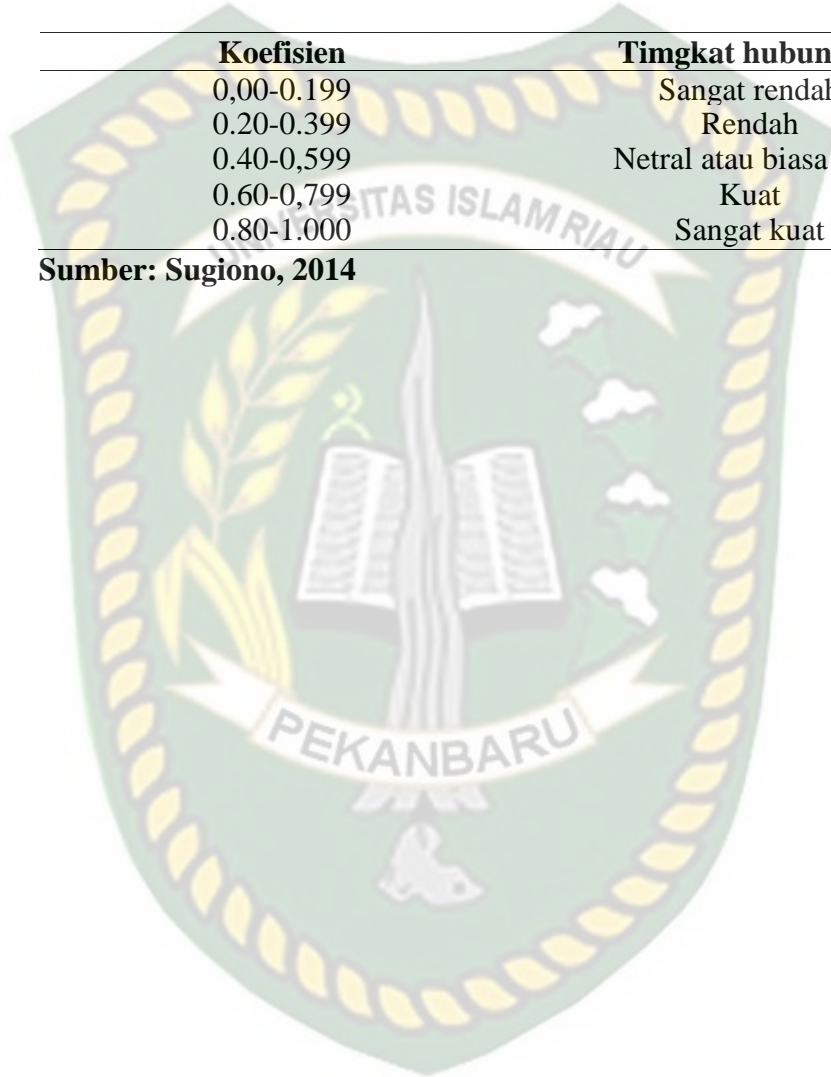 Koefisien Timgkat hubun
0,00-0.199 Sangat rendah
0.20-0.399 Rendah
0.40-0,599 Netral atau biasa
0.60-0,799 Kuat
0.80-1.000 Sangat kuat
Sumber: Sugiono, 2014
UNIVERSITAS ISLAM RIAU
PEKANBARU